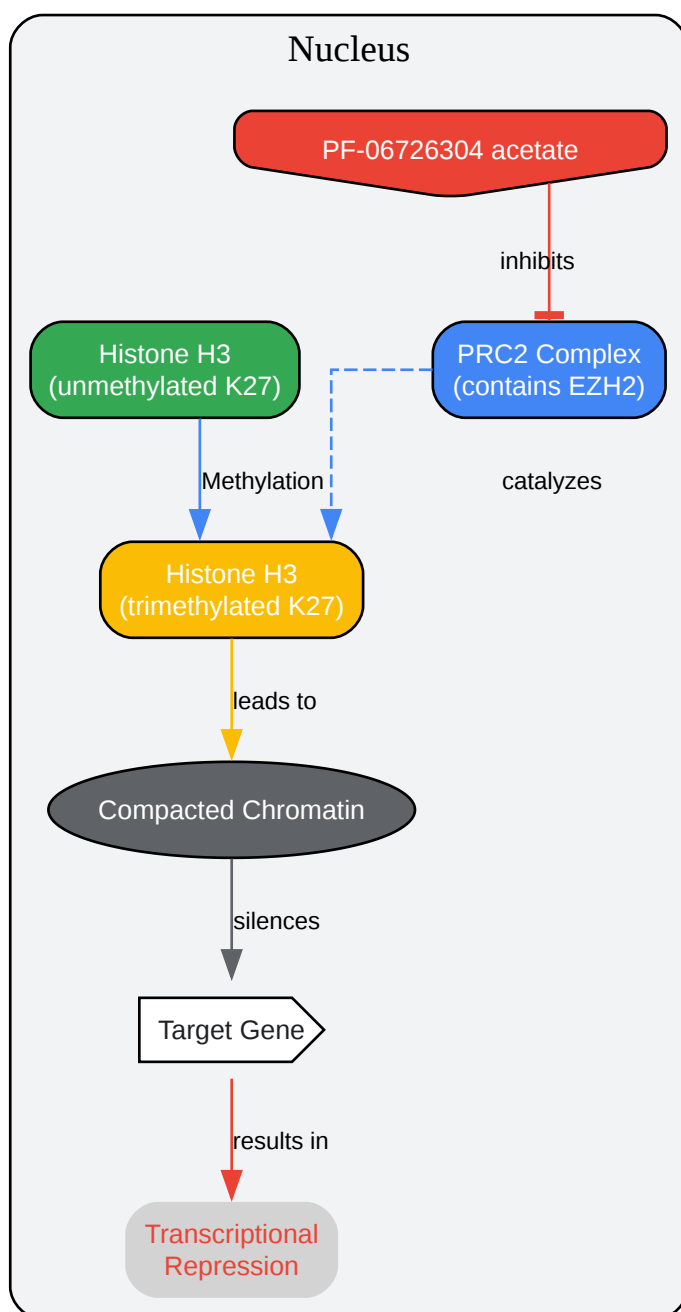 Nucleus
PF-06726304 acetate
inhibits
Histone H3
(unmethylated K27)
PRC2 Complex
(contains EZH2)
Methylation
catalyzes
Histone H3
(trimethylated K27)
leads to
Compacted Chromatin
silences
Target Gene
results in
Transcriptional
Repression